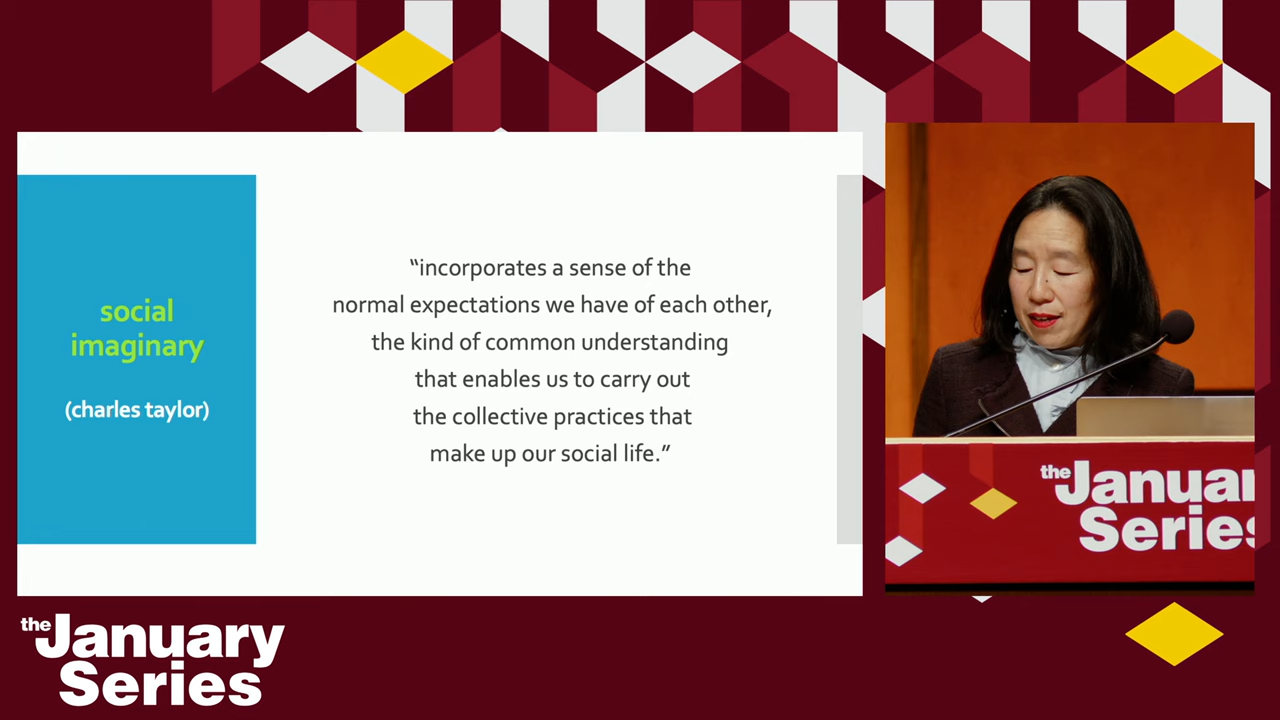 social
imaginary
(charles taylor)
“incorporates a sense of the
normal expectations we have of each other,
the kind of common understanding
that enables us to carry out
the collective practices that
make up our social life.”
the January
Series
the Januar
Series